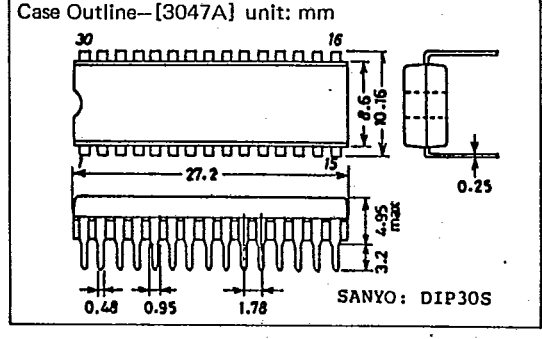 Case Outline—[3047A] unit: mm
30 16
8.6
10.16
1 15
27.2
0.25
4.95 max
3.2
0.48 0.95 1.78
SANYO: DIP30S